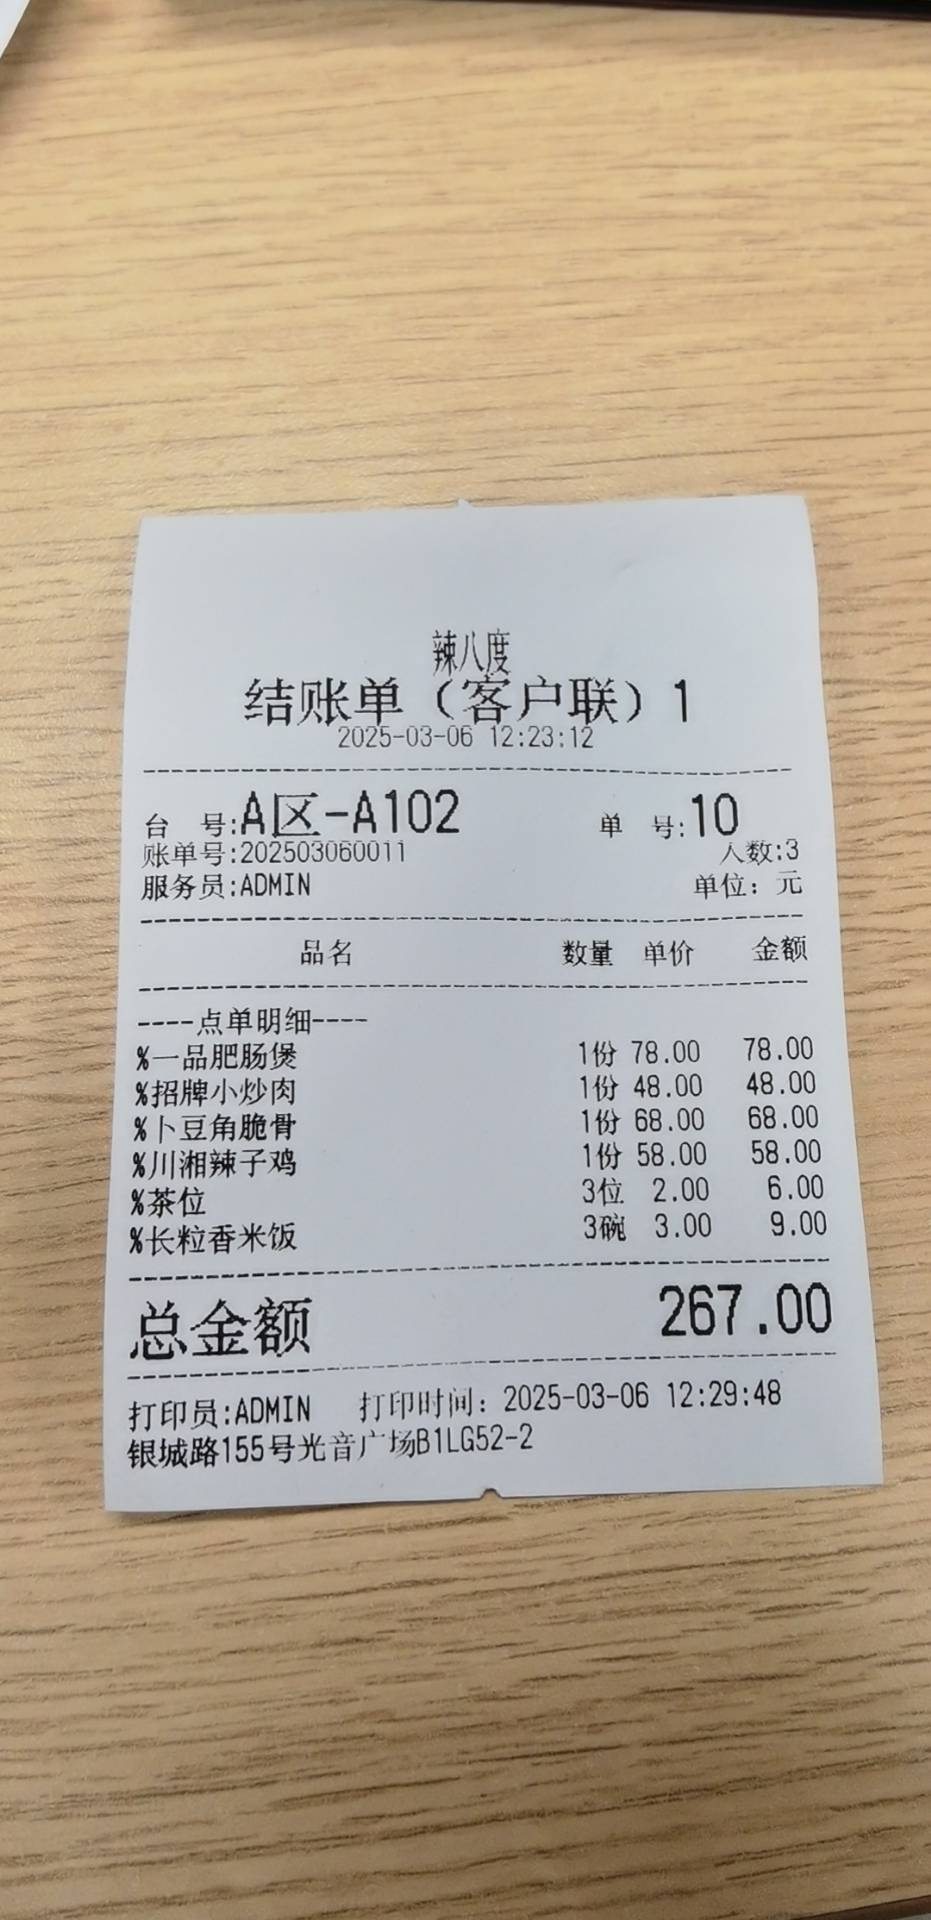 辣八度
结账单（客户联）1
2025-03-06 12:23:12
台 号:A区-A102 单 号:10
账单号:202503060011 人数:3
服务员:ADMIN 单位：元
品名 数量 单价 金额
----点单明细----
%一品肥肠煲 1份 78.00 78.00
%招牌小炒肉 1份 48.00 48.00
%卜豆角脆骨 1份 68.00 68.00
%川湘辣子鸡 1份 58.00 58.00
%茶位 3位 2.00 6.00
%长粒香米饭 3碗 3.00 9.00
总金额 267.00
打印员:ADMIN 打印时间：2025-03-06 12:29:48
银城路155号光音广场B1LG52-2